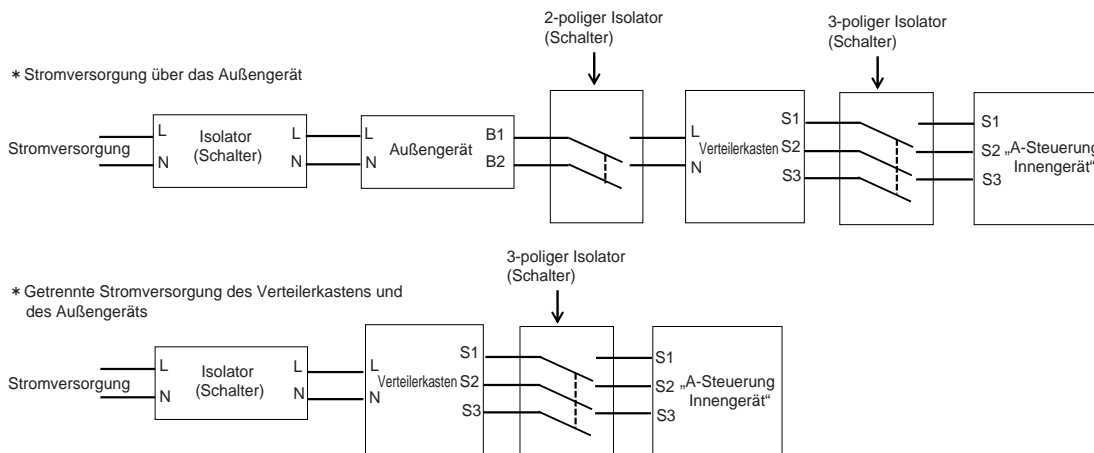 2-poliger Isolator
(Schalter)
3-poliger Isolator
(Schalter)
* Stromversorgung über das Außengerät
Stromversorgung
L
N
Isolator
(Schalter)
L
N
L
N
Außengerät
B1
B2
L
N
Verteilerkasten
S1
S2
S3
S1
S2
S3
„A-Steuerung
Innengerät“
3-poliger Isolator
(Schalter)
* Getrennte Stromversorgung des Verteilerkastens und
des Außengeräts
Stromversorgung
L
N
Isolator
(Schalter)
L
N
L
N
Verteilerkasten
S1
S2
S3
S1
S2
S3
„A-Steuerung
Innengerät“